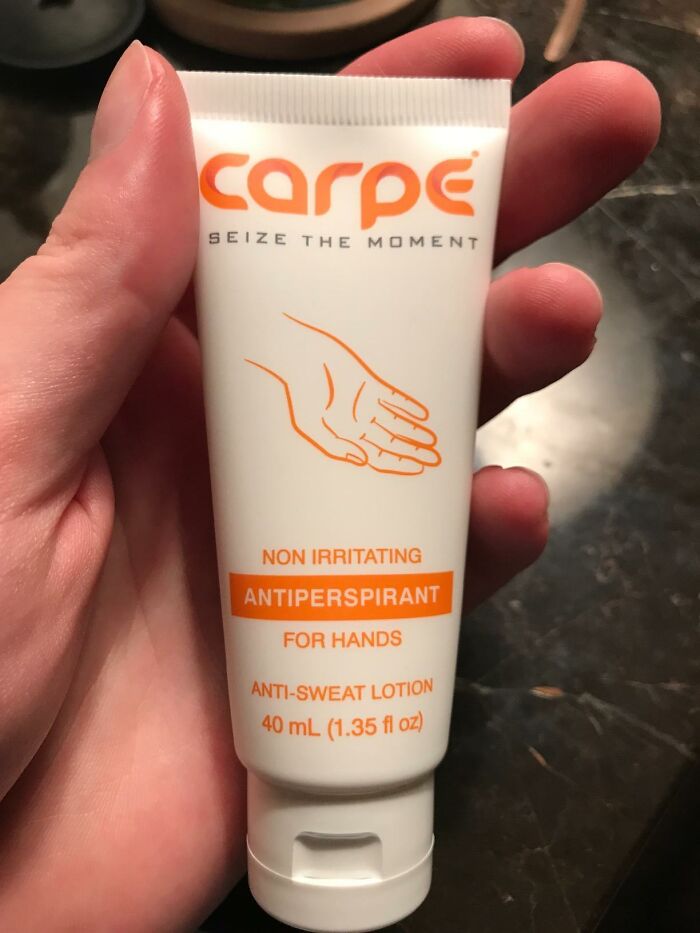 carpe
SEIZE THE MOMENT
NON IRRITATING
ANTIPERSPIRANT
FOR HANDS
ANTI-SWEAT LOTION
40 mL (1.35 fl oz)